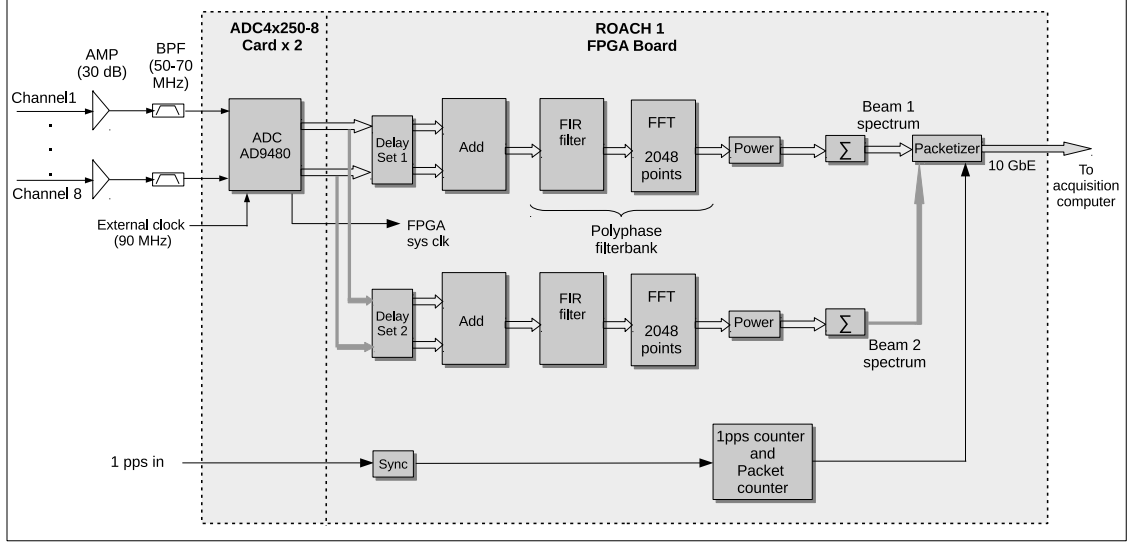 ADC4x250-8
Card x 2
ROACH 1
FPGA Board
AMP
(30 dB)
BPF
(50-70
MHz)
Channel1
Channel 8
ADC
AD9480
External clock
(90 MHz)
FPGA
sys clk
Delay
Set 1
Add
FIR
filter
FFT
2048
points
Power
∑
Beam 1
spectrum
Packetizer
10 GbE
To
acquisition
computer
Polyphase
filterbank
Delay
Set 2
Add
FIR
filter
FFT
2048
points
Power
∑
Beam 2
spectrum
1 pps in
Sync
1pps counter
and
Packet
counter